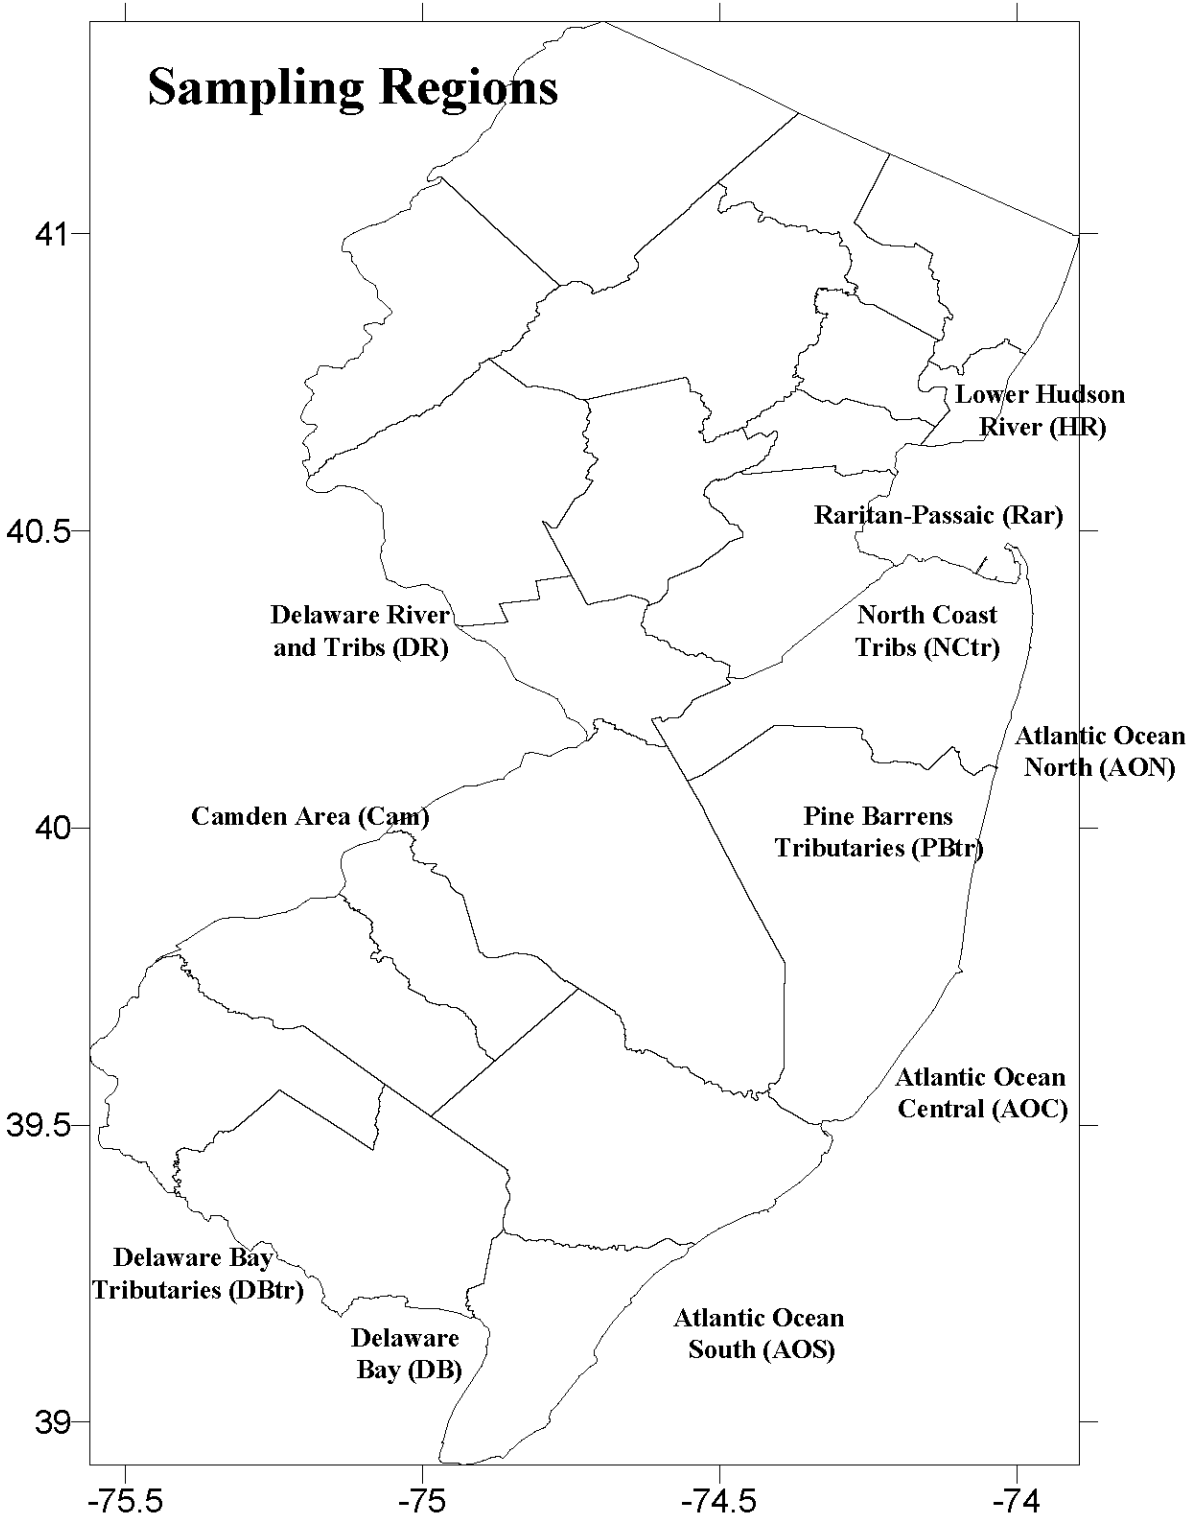 Sampling Regions
41
Lower Hudson
River (HR)
Raritan-Passaic (Rar)
40.5
Delaware River
and Tribs (DR)
North Coast
Tribs (NCtr)
Atlantic Ocean
North (AON)
Camden Area (Cam)
40
Pine Barrens
Tributaries (PBtr)
Atlantic Ocean
Central (AOC)
39.5
Delaware Bay
Tributaries (DBtr)
Atlantic Ocean
South (AOS)
Delaware
Bay (DB)
39
-75.5 -75 -74.5 -74